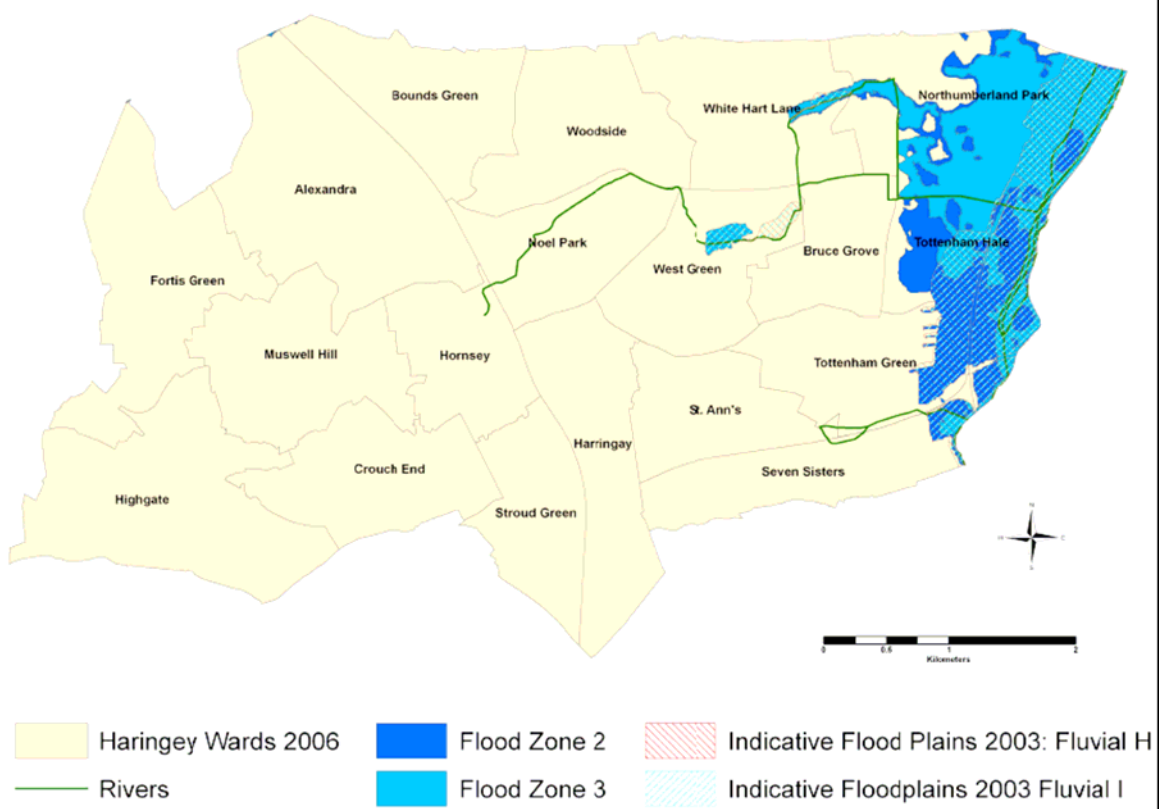 Bounds Green
Northumberland Park
White Hart Lane
Woodside
Alexandra
Noel Park
Tottenham Hale
Bruce Grove
West Green
Fortis Green
Muswell Hill
Hornsey
Tottenham Green
St. Ann's
Harringay
Crouch End
Seven Sisters
Highgate
Stroud Green
N
S
0 0.5 1 2
Kilometers
Haringey Wards 2006
Flood Zone 2
Indicative Flood Plains 2003: Fluvial H
Rivers
Flood Zone 3
Indicative Floodplains 2003 Fluvial I